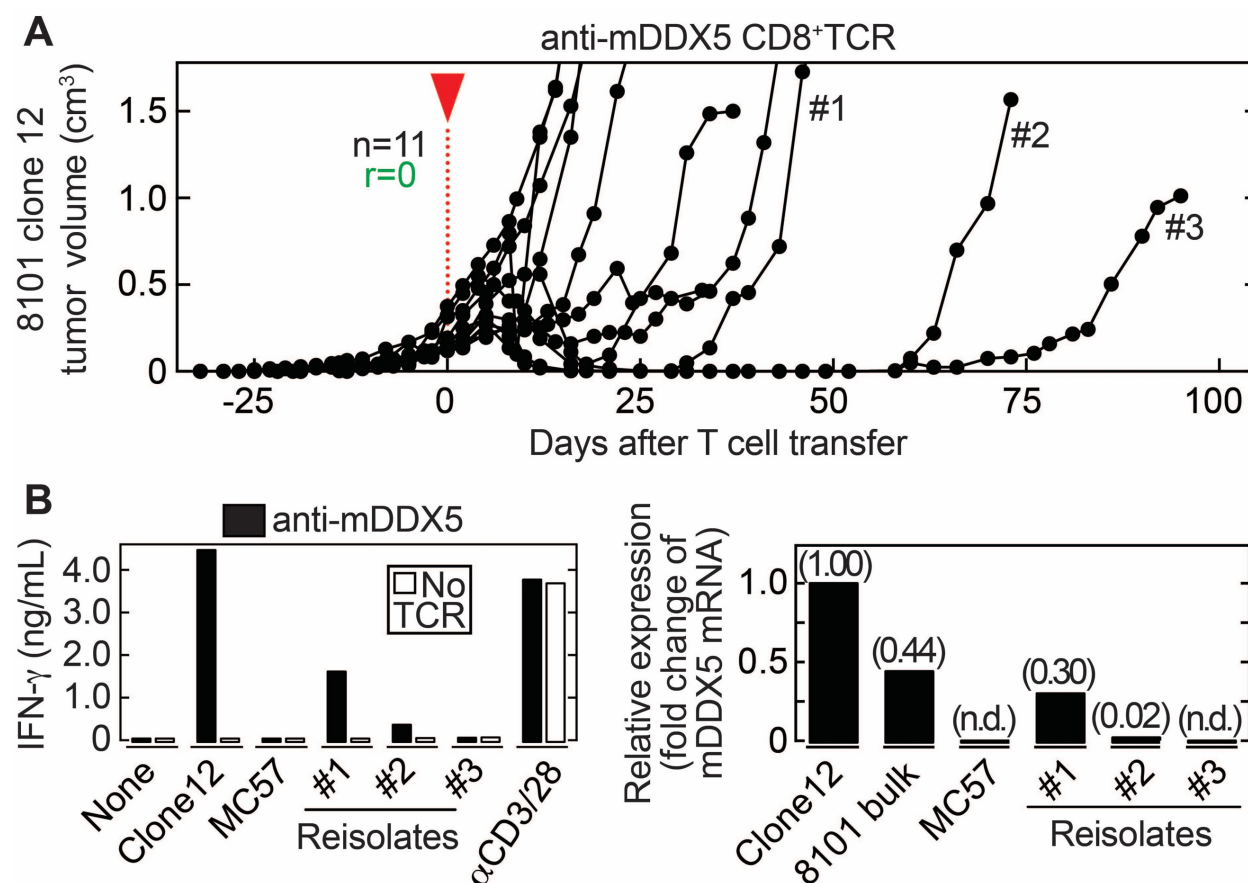 A
anti-mDDX5 CD8⁺TCR
8101 clone 12
tumor volume (cm³)
1.5
1.0
0.5
0
n=11
r=0
#1
#2
#3
-25
0
25
50
75
100
Days after T cell transfer
B
anti-mDDX5
IFN-γ (ng/mL)
4.0
3.0
2.0
1.0
0
No
TCR
None
Clone12
MC57
#1
#2
#3
αCD3/28
Reisolates
Relative expression
(fold change of
mDDX5 mRNA)
1.0
0.5
0
(1.00)
(0.44)
(n.d.)
(0.30)
(0.02)
(n.d.)
Clone12
8101 bulk
MC57
#1
#2
#3
Reisolates